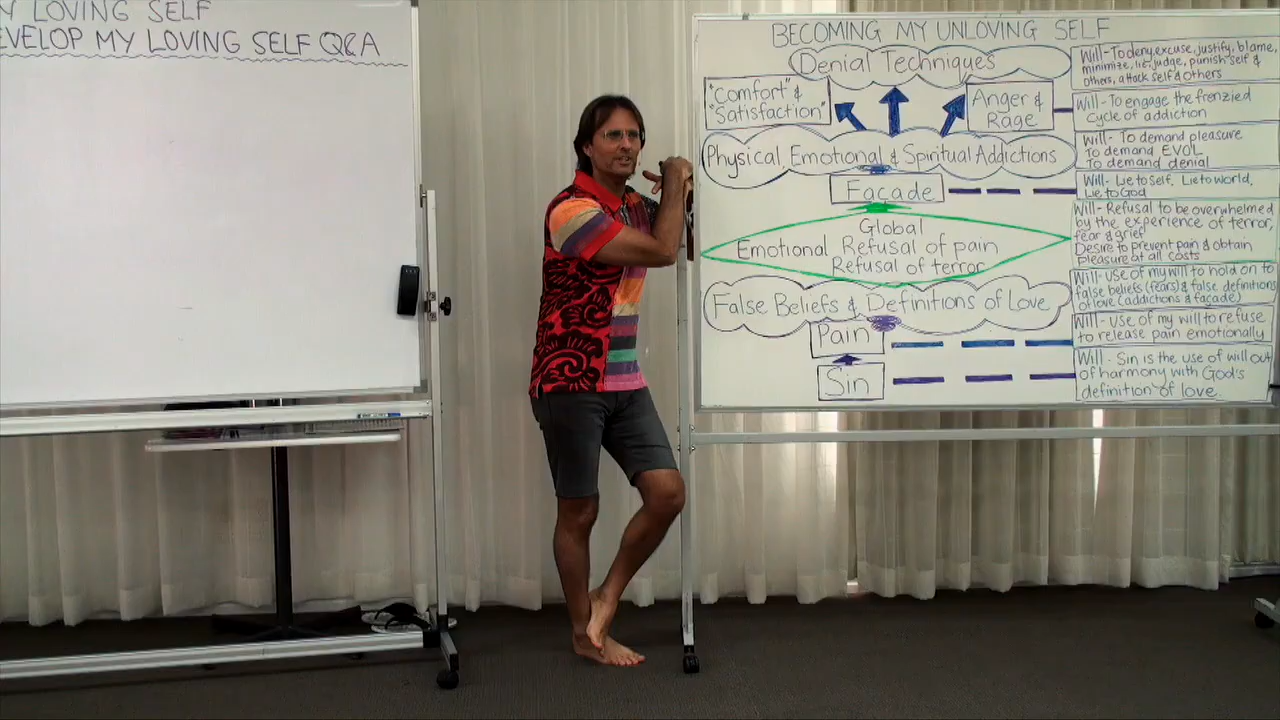 Y LOVING SELF
EVELOP MY LOVING SELF Q&A
BECOMING MY UNLOVING SELF
Denial Techniques
"Comfort" &
"Satisfaction"
Anger &
Rage
Physical, Emotional & Spiritual Addictions
Façade
Global
Emotional Refusal of pain
Refusal of terror
False Beliefs & Definitions of Love
Pain
Sin
Will - To deny, excuse, justify, blame,
minimize, lie, judge, punish self &
others, attack self & others
Will - To engage the frenzied
cycle of addiction
Will - To demand pleasure
To demand EVOL
To demand denial
Will - Lie to Self, Lie to World,
Lie to God
Will - Refusal to be overwhelmed
by the experience of terror,
fear & grief
Desire to prevent pain & obtain
pleasure at all costs
Will - use of my will to hold on to
false beliefs (fears) & false definitions
of love (addictions & façade)
Will - use of my will to refuse
to release pain emotionally
Will - Sin is the use of will out
of harmony with God's
definition of love.